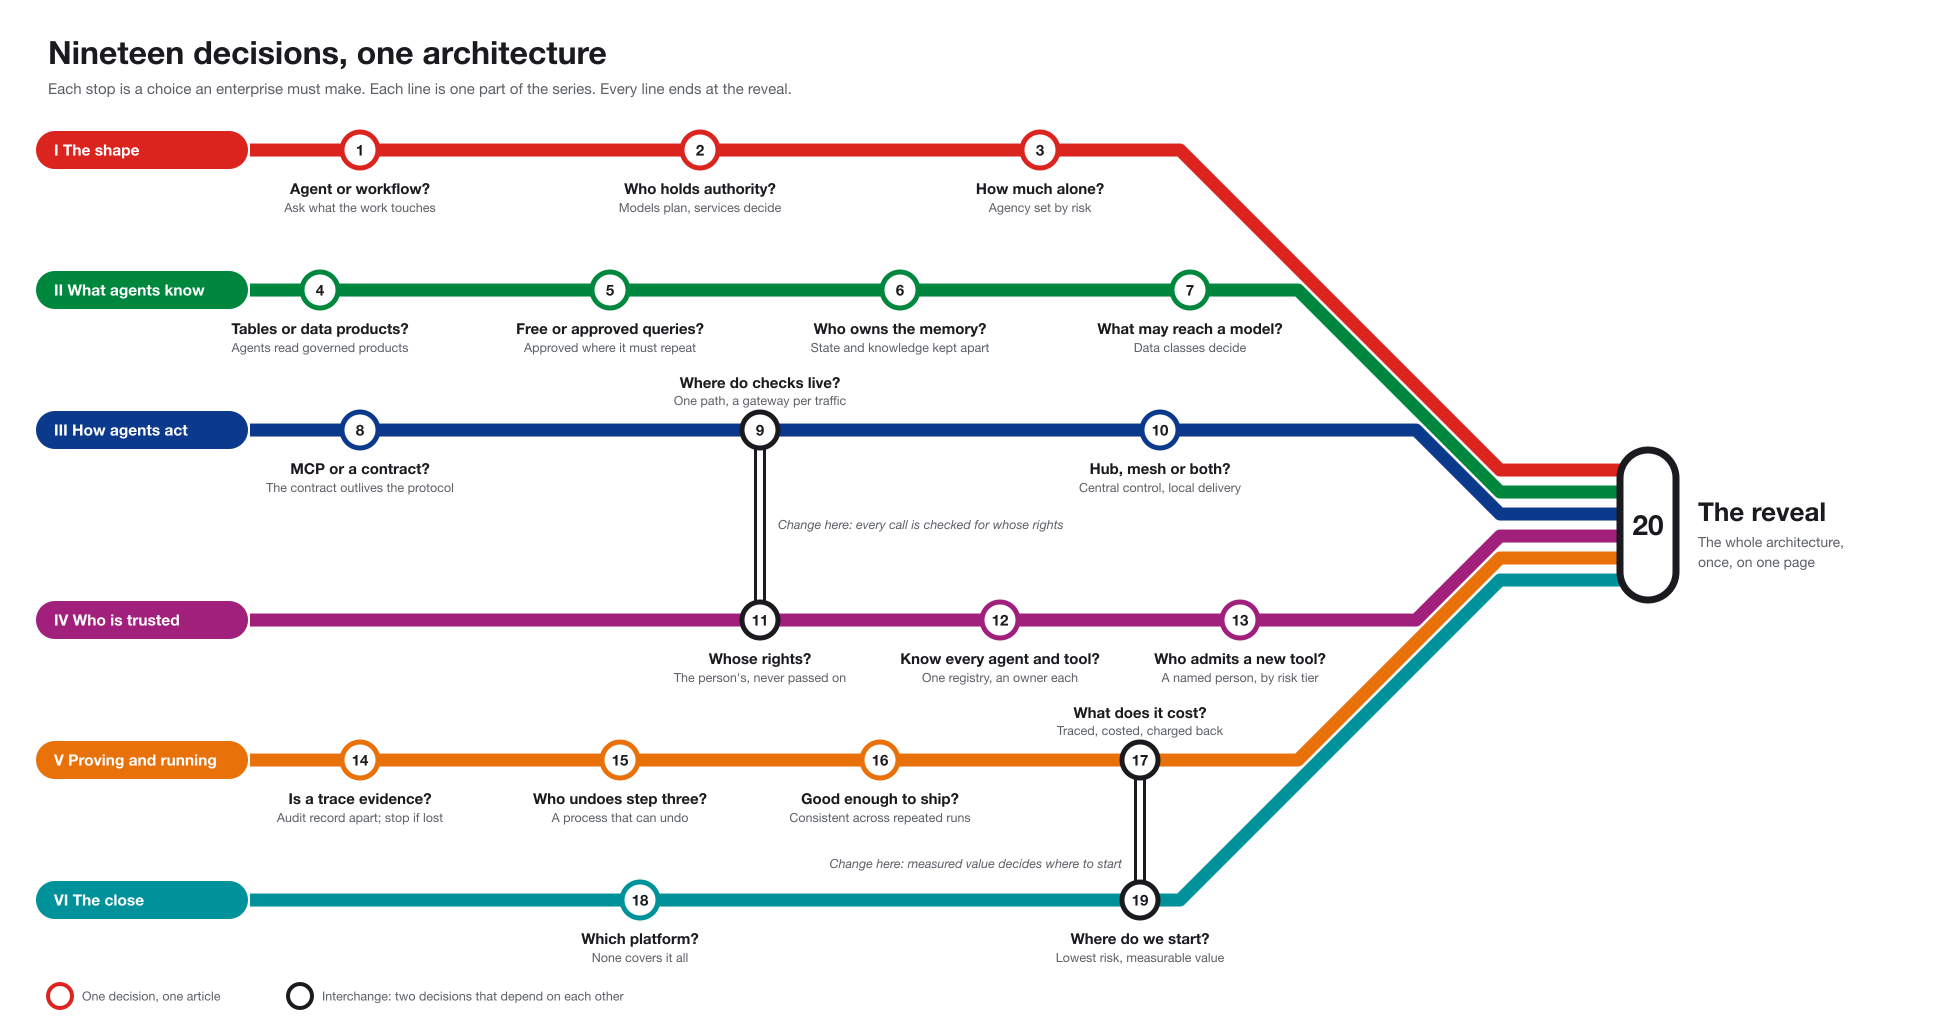 Nineteen decisions, one architecture
Each stop is a choice an enterprise must make. Each line is one part of the series. Every line ends at the reveal.
I The shape
1
2
3
Agent or workflow?
Ask what the work touches
Who holds authority?
Models plan, services decide
How much alone?
Agency set by risk
II What agents know
4
5
6
7
Tables or data products?
Agents read governed products
Free or approved queries?
Approved where it must repeat
Who owns the memory?
State and knowledge kept apart
What may reach a model?
Data classes decide
Where do checks live?
One path, a gateway per traffic
III How agents act
8
9
10
MCP or a contract?
The contract outlives the protocol
Hub, mesh or both?
Central control, local delivery
Change here: every call is checked for whose rights
20
The reveal
The whole architecture,
once, on one page
IV Who is trusted
11
12
13
Whose rights?
The person's, never passed on
Know every agent and tool?
One registry, an owner each
Who admits a new tool?
A named person, by risk tier
What does it cost?
Traced, costed, charged back
V Proving and running
14
15
16
17
Is a trace evidence?
Audit record apart; stop if lost
Who undoes step three?
A process that can undo
Good enough to ship?
Consistent across repeated runs
Change here: measured value decides where to start
VI The close
18
19
Which platform?
None covers it all
Where do we start?
Lowest risk, measurable value
One decision, one article
Interchange: two decisions that depend on each other